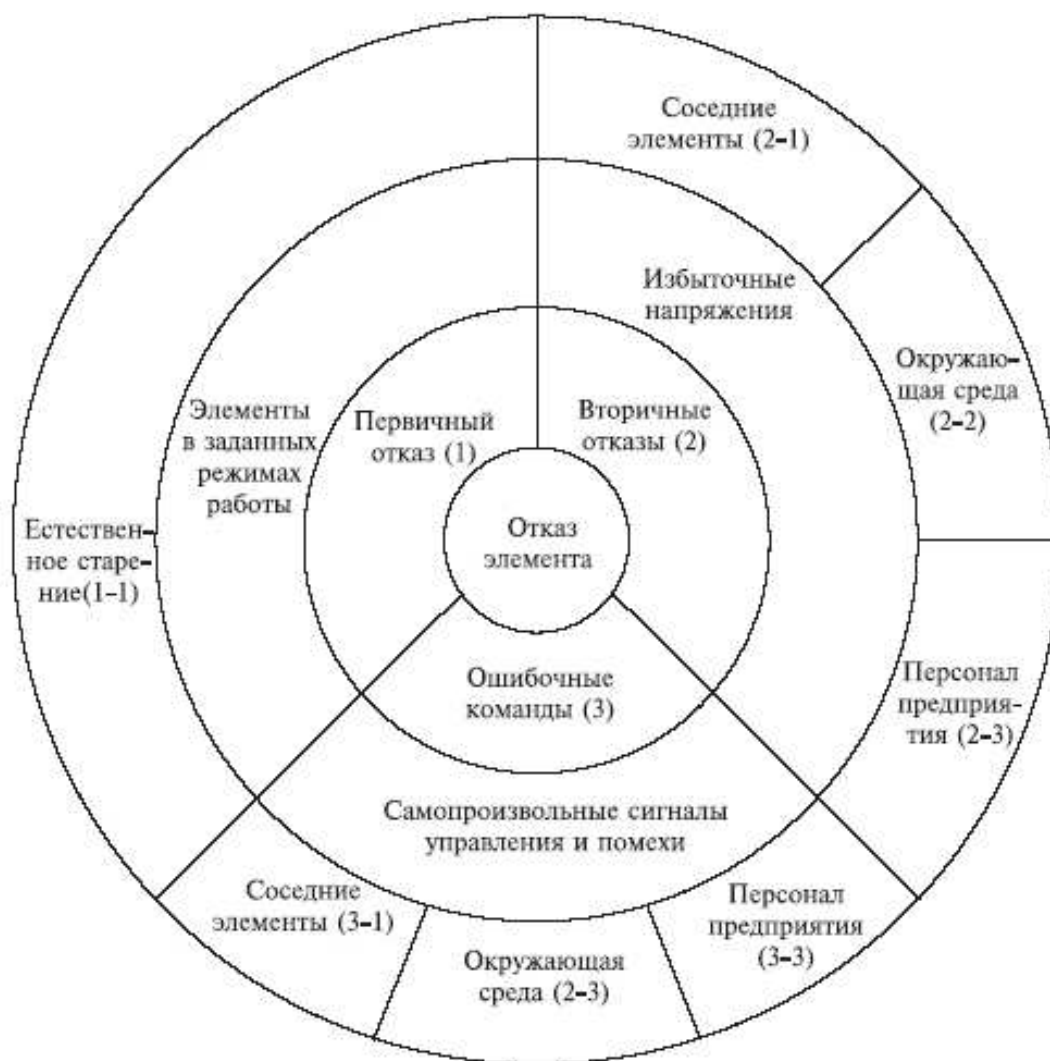 Соседние
элементы (2-1)
Избыточные
напряжения
Окружаю-
щая среда
(2-2)
Элементы
в заданных
режимах
работы
Первичный
отказ (1)
Вторичные
отказы (2)
Естествен-
ное старе-
ние(1-1)
Отказ
элемента
Ошибочные
команды (3)
Персонал
предприя-
тия (2-3)
Самопроизвольные сигналы
управления и помехи
Соседние
элементы (3-1)
Окружающая
среда (2-3)
Персонал
предприятия
(3-3)